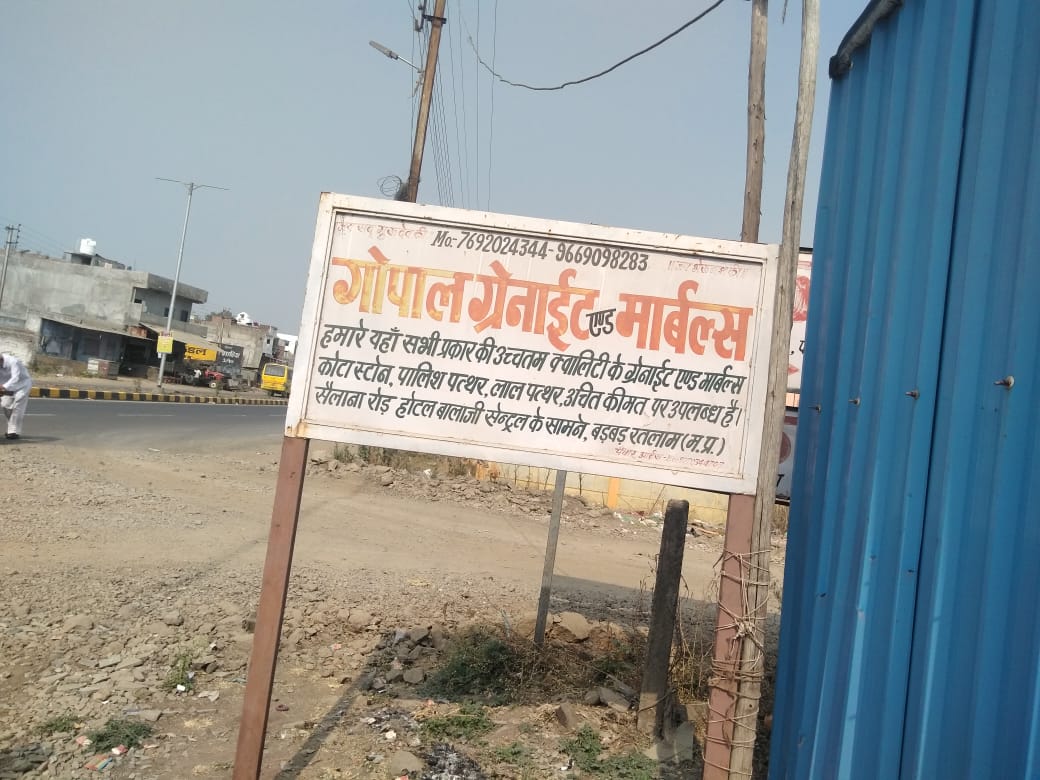 Mo:-7692024344-9669098283
गोपाल ग्रेनाईट एण्ड मार्बल्स
हमारे यहाँ सभी प्रकार की उच्चतम क्वालिटी के ग्रेनाईट एण्ड मार्बल्स
कोटा स्टोन, पालिश पत्थर, लाल पत्थर, उचित कीमत पर उपलब्ध है।
सैलाना रोड़ होटल बालाजी सेन्ट्रल के सामने, बड़बड़ रतलाम (म.प्र.)